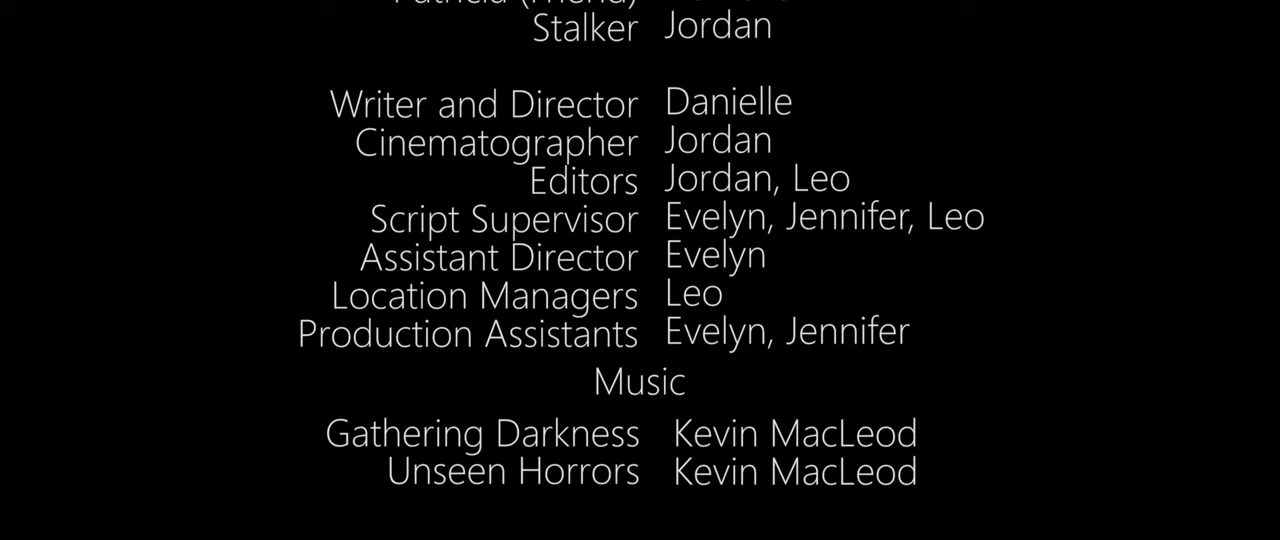 Stalker Jordan
Writer and Director Danielle
Cinematographer Jordan
Editors Jordan, Leo
Script Supervisor Evelyn, Jennifer, Leo
Assistant Director Evelyn
Location Managers Leo
Production Assistants Evelyn, Jennifer
Music
Gathering Darkness Kevin MacLeod
Unseen Horrors Kevin MacLeod